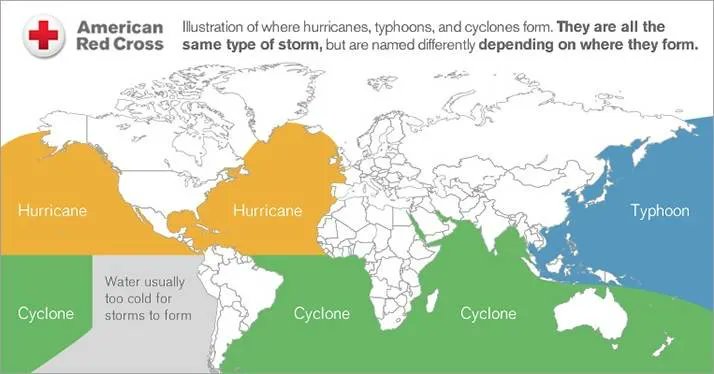 American
Red Cross
Illustration of where hurricanes, typhoons, and cyclones form. They are all the
same type of storm, but are named differently depending on where they form.
Hurricane
Hurricane
Typhoon
Cyclone
Water usually
too cold for
storms to form
Cyclone
Cyclone